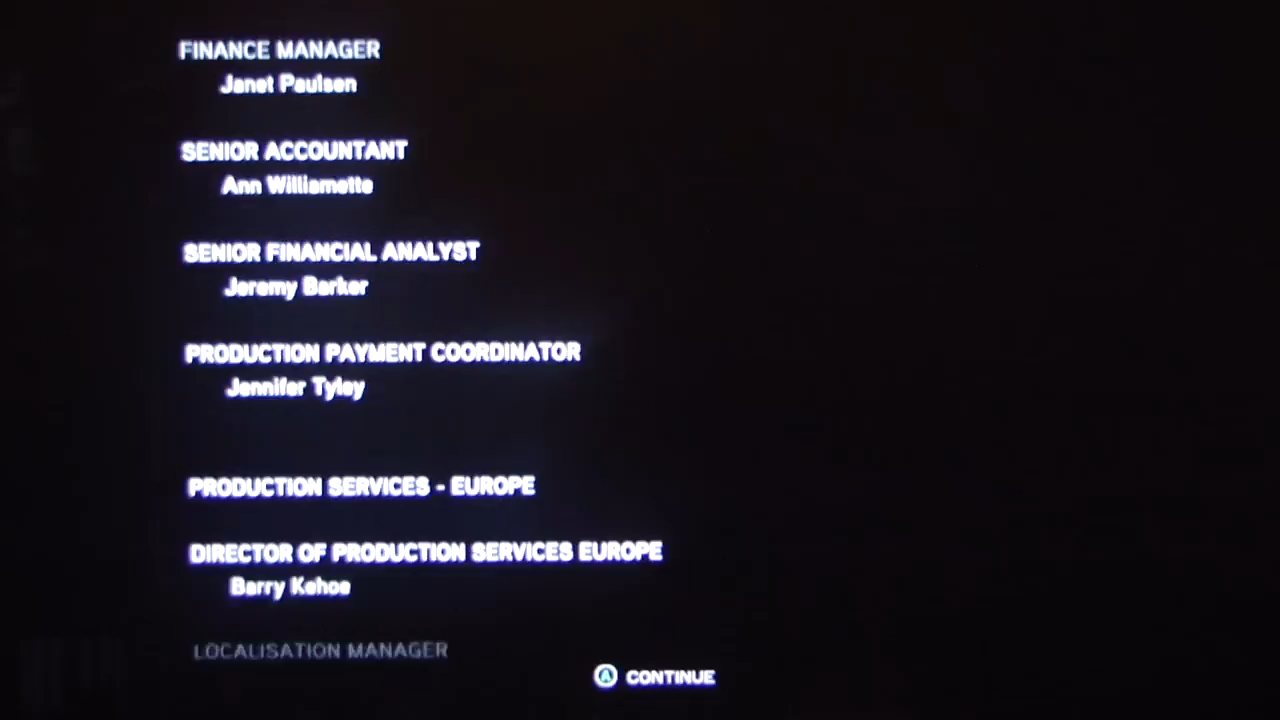 FINANCE MANAGER
Janet Paulsen
SENIOR ACCOUNTANT
Ann Williamette
SENIOR FINANCIAL ANALYST
Jeremy Barker
PRODUCTION PAYMENT COORDINATOR
Jennifer Tyley
PRODUCTION SERVICES - EUROPE
DIRECTOR OF PRODUCTION SERVICES EUROPE
Barry Kehoe
LOCALISATION MANAGER
A CONTINUE